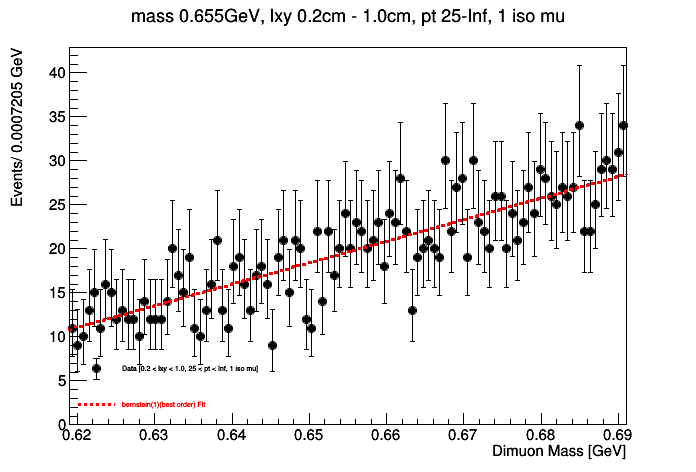 mass 0.655GeV, lxy 0.2cm - 1.0cm, pt 25-Inf, 1 iso mu
Events/ 0.0007205 GeV
40
35
30
25
20
15
10
5
0
Data [0.2 < lxy < 1.0, 25 < pt < Inf, 1 iso mu]
bernstein(1)(best order) Fit
0.62 0.63 0.64 0.65 0.66 0.67 0.68 0.69
Dimuon Mass [GeV]